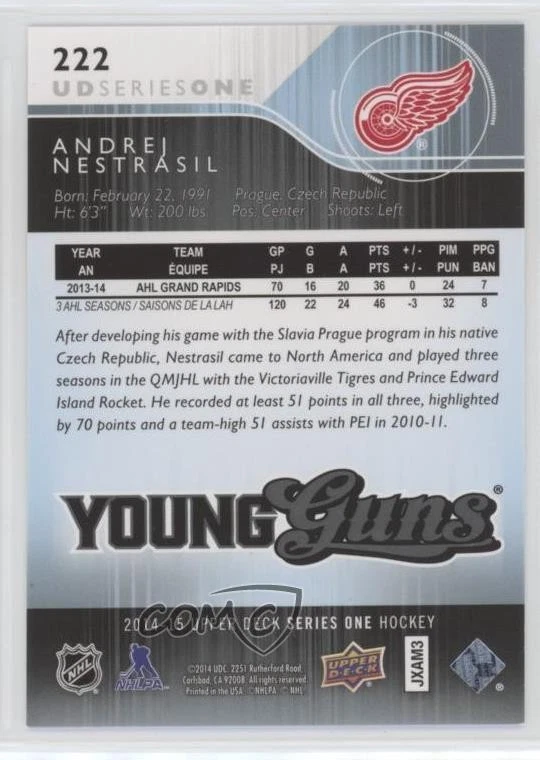 222
UDSERIESONE
ANDREJ
NESTRASIL
Born: February 22, 1991 Prague, Czech Republic
Ht: 6'3" Wt: 200 lbs Pos: Center Shoots: Left
YEAR TEAM GP G A PTS +/- PIM PPG
AN ÉQUIPE PJ B A PTS +/- PUN BAN
2013-14 AHL GRAND RAPIDS 70 16 20 36 0 24 7
3 AHL SEASONS / SAISONS DE LA LAH 120 22 24 46 -3 32 8
After developing his game with the Slavia Prague program in his native
Czech Republic, Nestrasil came to North America and played three
seasons in the QMJHL with the Victoriaville Tigres and Prince Edward
Island Rocket. He recorded at least 51 points in all three, highlighted
by 70 points and a team-high 51 assists with PEI in 2010-11.
YOUNG Guns®
COMC
2014-15 UPPER DECK SERIES ONE HOCKEY
NHL
NHLPA
©2014 UDC. 2251 Rutherford Road,
Carlsbad, CA 92008. All rights reserved.
Printed in the USA. ©NHLPA © NHL.
UPPER
DECK
JXAM3